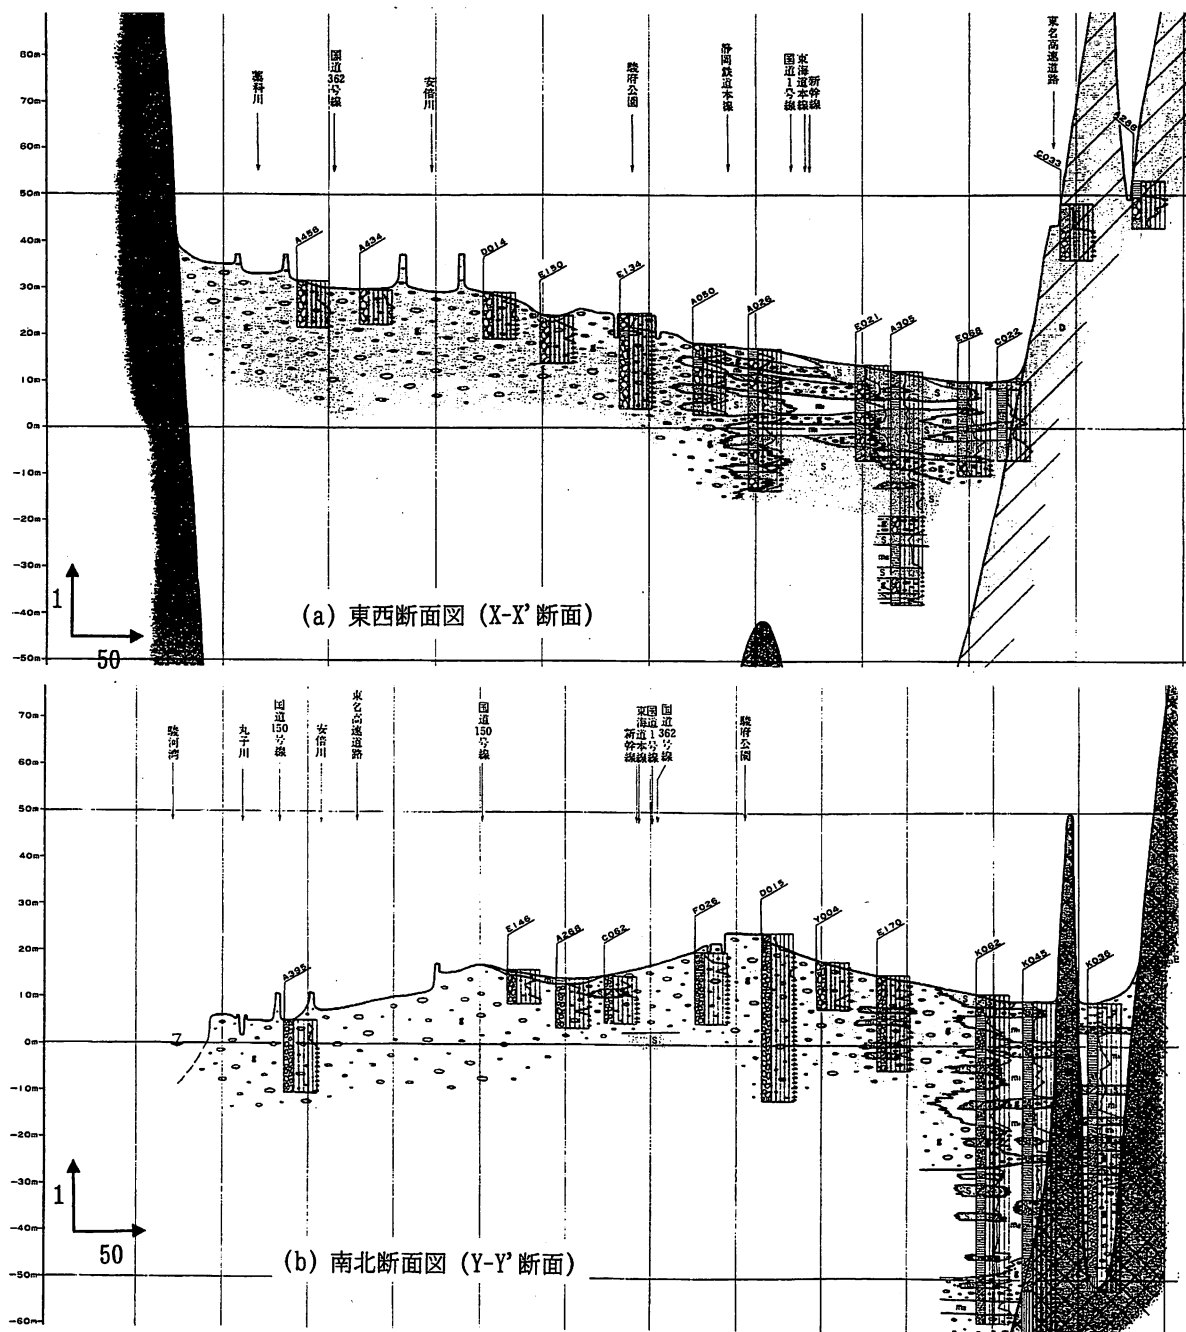 80m
70m
60m
50m
40m
30m
20m
10m
0m
-10m
-20m
-30m
-40m
-50m
藁科川
国道362号線
安倍川
駿府公園
静岡鉄道本線
国道1号線
東海道本線
新幹線
東名高速道路
A456
A434
D014
E150
E134
A050
A026
E021
A305
E068
C022
C033
A266
1
50
(a) 東西断面図 (X-X'断面)
70m
60m
50m
40m
30m
20m
10m
0m
-10m
-20m
-30m
-40m
-50m
-60m
駿河湾
丸子川
国道150号線
安倍川
東名高速道路
国道150号線
新幹線
東海道本線
国道1号線
国道362号線
駿府公園
A395
E146
A268
C062
F026
D015
Y004
E170
K062
K045
K036
1
50
(b) 南北断面図 (Y-Y'断面)